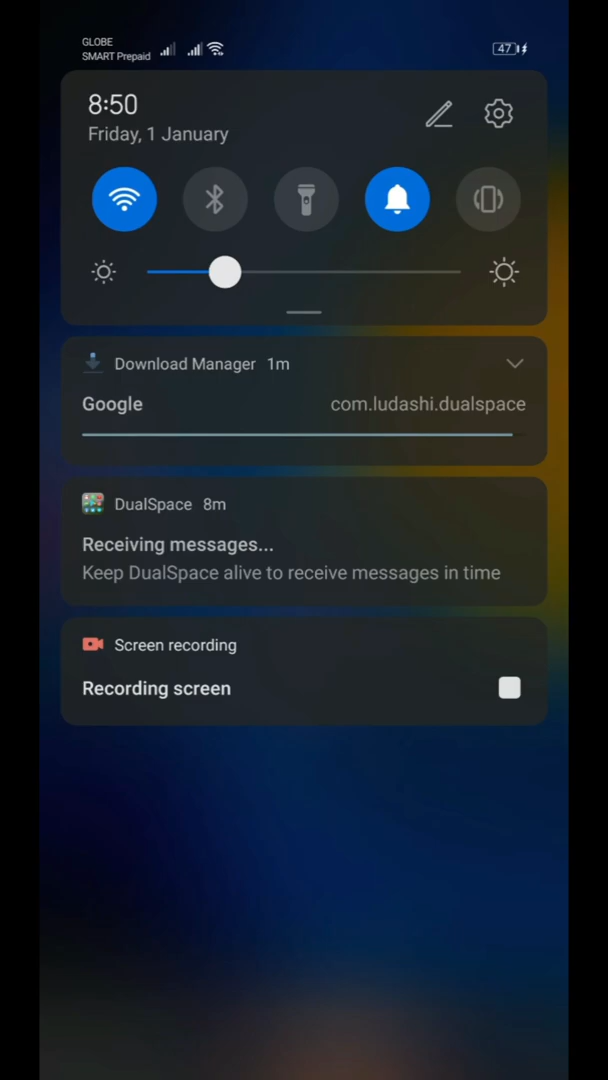 GLOBE
SMART Prepaid
47
8:50
Friday, 1 January
Download Manager 1m
Google com.ludashi.dualspace
DualSpace 8m
Receiving messages...
Keep DualSpace alive to receive messages in time
Screen recording
Recording screen